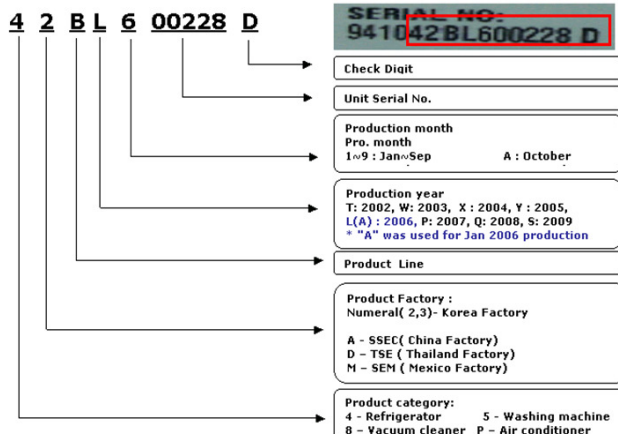 4 2 B L 6 00228 D
SERIAL NO:
941042BL600228 D
Check Digit
Unit Serial No.
Production month
Pro. month
1~9 : Jan~Sep A : October
Production year
T: 2002, W: 2003, X : 2004, Y : 2005,
L(A) : 2006, P: 2007, Q: 2008, S: 2009
* "A" was used for Jan 2006 production
Product Line
Product Factory :
Numeral( 2,3)- Korea Factory
A - SSEC( China Factory)
D – TSE ( Thailand Factory)
M – SEM ( Mexico Factory)
Product category:
4 - Refrigerator 5 - Washing machine
8 – Vacuum cleaner P – Air conditioner